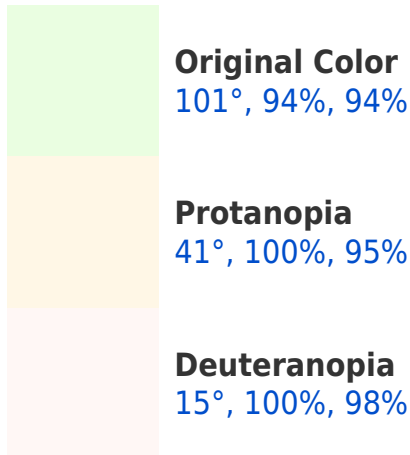 Original Color
101°, 94%, 94%
Protanopia
41°, 100%, 95%
Deuteranopia
15°, 100%, 98%